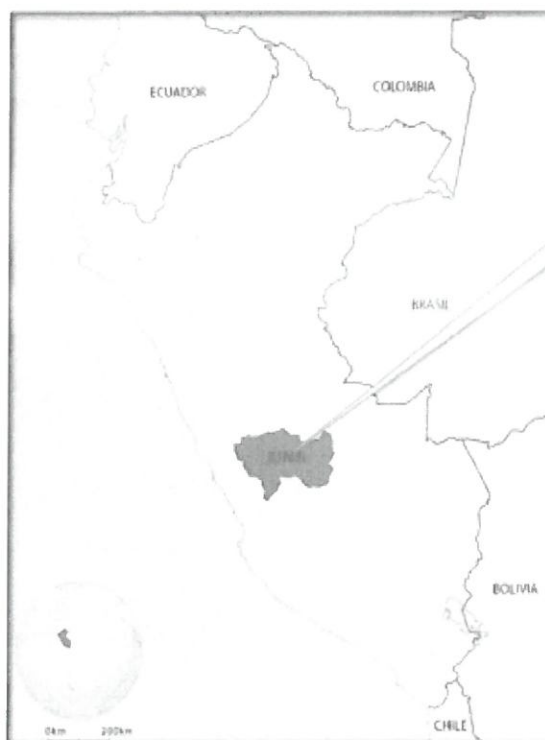 ECUADOR
COLOMBIA
BRASIL
JUNIN
BOLIVIA
0km 200km
CHILE